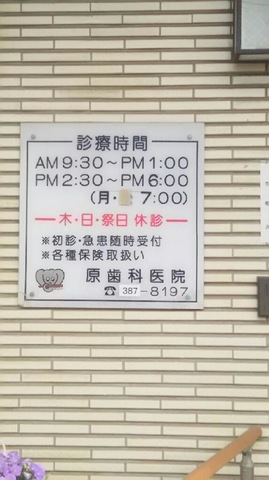 診療時間
AM 9:30～PM 1:00
PM 2:30～PM 6:00
(月・ 7:00)
木・日・祭日 休診
※初診・急患随時受付
※各種保険取扱い
原歯科医院
☎387-8197